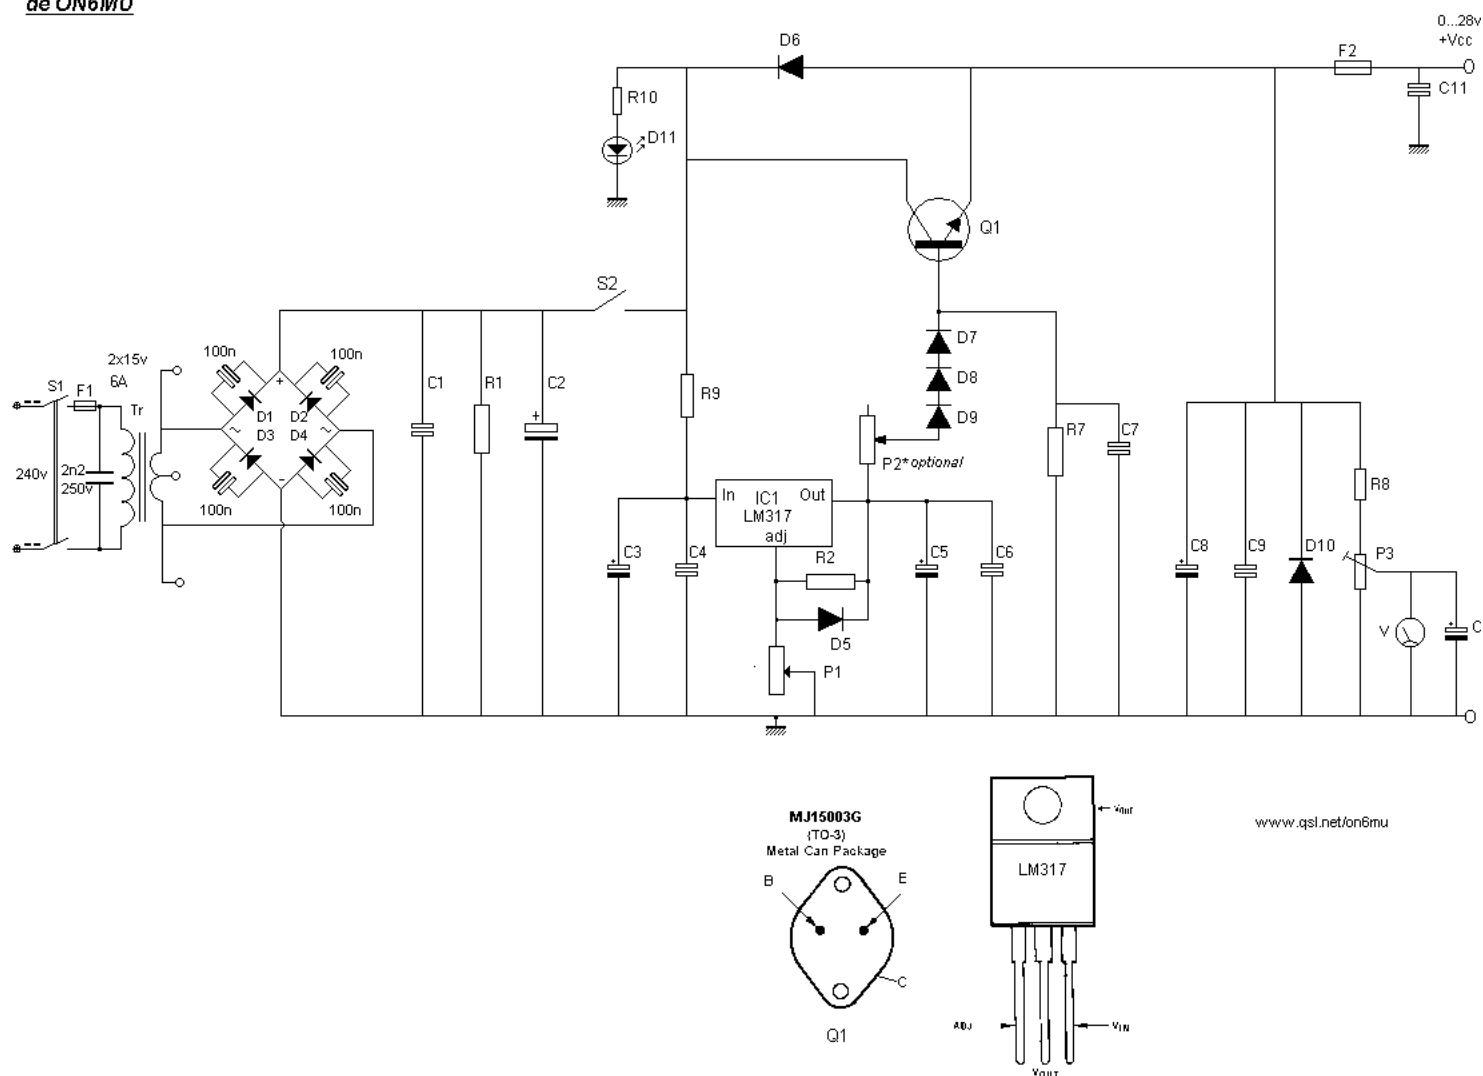 de ON6MU
0...28v
+Vcc
D6
F2
R10
C11
D11
Q1
S2
D7
2x15v
6A
100n
100n
S1
F1
Tr
C1
R1
C2
R9
D8
D1
D2
D3
D4
D9
R7
C7
P2*optional
240v
2n2
250v
+
-
~
~
100n
100n
In
IC1
Out
LM317
adj
R8
C3
C4
R2
C5
C6
C8
C9
D10
P3
D5
V
C
P1
MJ15003G
(TO-3)
Metal Can Package
B
E
C
Q1
VOUT
LM317
ADJ
VIN
VOUT
www.qsl.net/on6mu